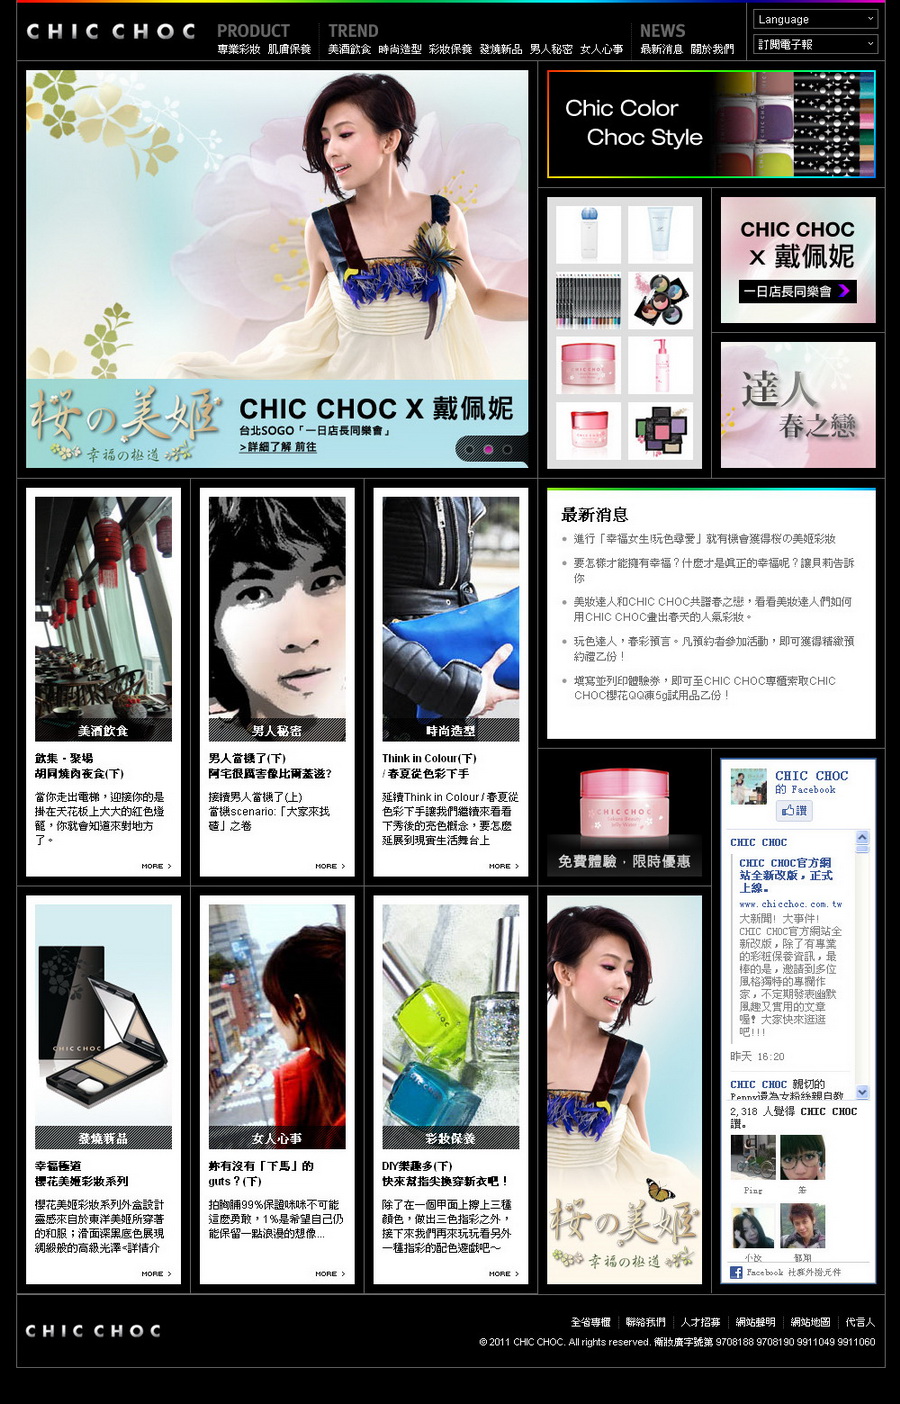 CHIC CHOC
PRODUCT
專業彩妝 肌膚保養
TREND
美酒飲食 時尚造型 彩妝保養 發燒新品 男人秘密 女人心事
NEWS
最新消息 關於我們
Language
訂閱電子報
桜の美姫
幸福の極道
CHIC CHOC X 戴佩妮
台北SOGO「一日店長同樂會」
>詳細了解 前往
Chic Color
Choc Style
CHIC CHOC
x 戴佩妮
一日店長同樂會
達人
春之戀
最新消息
進行「幸福女生!玩色尋愛」就有機會獲得桜の美姬彩妝
要怎樣才能擁有幸福？什麼才是真正的幸福呢？讓貝莉告訴
你
美妝達人和CHIC CHOC共譜春之戀，看看美妝達人們如何
用CHIC CHOC畫出春天的人氣彩妝。
玩色達人，春彩預言。凡預約者參加活動，即可獲得精緻預
約禮乙份！
填寫並列印體驗券，即可至CHIC CHOC專櫃索取CHIC
CHOC櫻花QQ凍5g試用品乙份！
美酒飲食
飲集‧聚場
胡同燒肉夜食(下)
當你走出電梯，迎接你的是
掛在天花板上大大的紅色燈
籠，你就會知道來對地方
了。
MORE >
男人秘密
男人當機了(下)
阿宅很厲害像比爾蓋茲？
接續男人當機了(上)
當機scenario:「大家來找
碴」之卷
MORE >
時尚造型
Think in Colour(下)
/ 春夏從色彩下手
延續Think in Colour / 春夏從
色彩下手讓我們繼續來看看
下秀後的亮色概念，要怎麼
延展到現實生活舞台上
MORE >
CHIC CHOC
免費體驗，限時優惠
CHIC CHOC
的 Facebook
讚
CHIC CHOC
CHIC CHOC官方網
站全新改版，正式
上線。
www.chicchoc.com.tw
大新聞! 大事件!
CHIC CHOC官方網站全
新改版，除了有專業
的彩粧保養資訊，最
棒的是，邀請到多位
風格獨特的專欄作
家，不定期發表幽默
風趣又實用的文章
喔! 大家快來逛逛
吧!!!
昨天 16:20
CHIC CHOC 親切的
Penny還為女粉絲親自教
2,318 人覺得 CHIC CHOC
讚。
Ping
小汝
Facebook 社群外掛元件
CHIC CHOC
發燒新品
幸福極道
櫻花美姬彩妝系列
櫻花美姬彩妝系列外盒設計
靈感來自於東洋美姬所穿著
的和服；滑面深黑底色展現
綢緞般的高級光澤<詳情介
MORE >
女人心事
妳有沒有「下馬」的
guts？(下)
拍胸脯99%保證咪咪不可能
這麼勇敢，1%是希望自己仍
能保留一點浪漫的想像...
MORE >
彩妝保養
DIY樂趣多(下)
快來幫指尖換穿新衣吧！
除了在一個甲面上擦上三種
顏色，做出三色指彩之外，
接下來我們再來玩玩看另外
一種指彩的配色遊戲吧～
MORE >
桜の美姫
幸福の極道
CHIC CHOC
全省專櫃 聯絡我們 人才招募 網站聲明 網站地圖 代言人
© 2011 CHIC CHOC. All rights reserved. 衛妝廣字號第 9708188 9708190 9911049 9911060